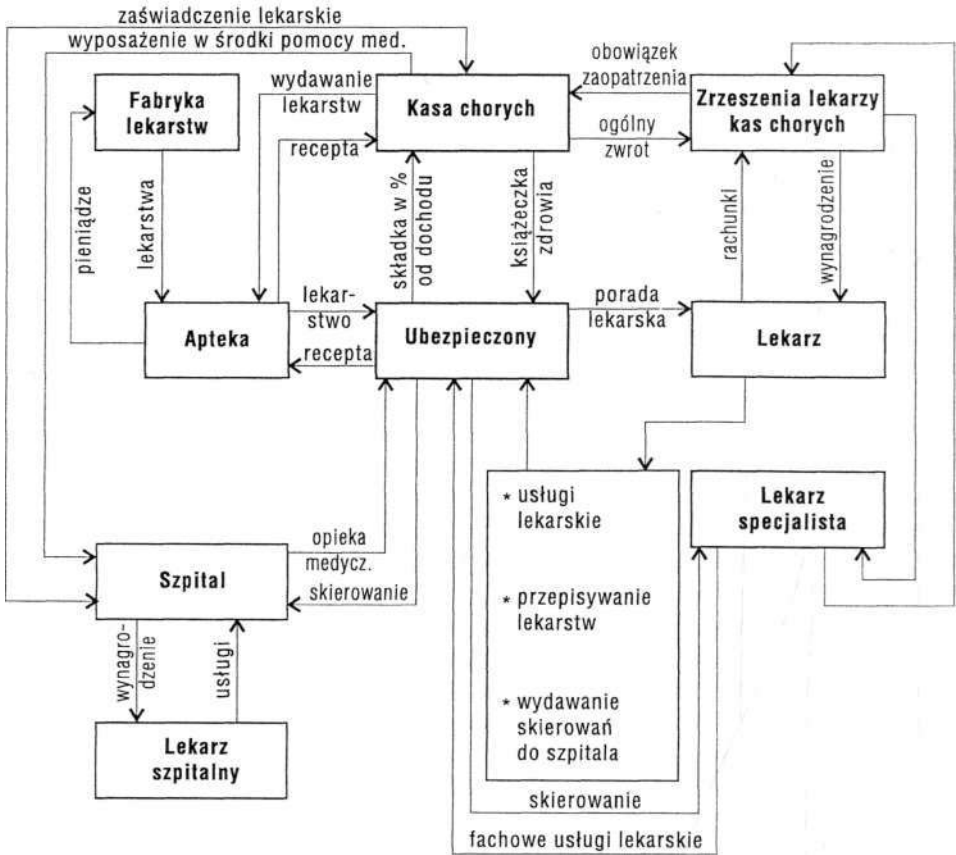 zaświadczenie lekarskie
wyposażenie w środki pomocy med.
Fabryka
lekarstw
wydawanie
lekarstw
Kasa chorych
obowiązek
zaopatrzenia
Zrzeszenia lekarzy
kas chorych
recepta
ogólny
zwrot
pieniądze
lekarstwa
składka w %
od dochodu
książeczka
zdrowia
rachunki
wynagrodzenie
Apteka
lekar-
stwo
recepta
Ubezpieczony
porada
lekarska
Lekarz
* usługi
lekarskie
* przepisywanie
lekarstw
* wydawanie
skierowań
do szpitala
Lekarz
specjalista
Szpital
opieka
medycz.
skierowanie
wynagro-
dzenie
usługi
Lekarz
szpitalny
skierowanie
fachowe usługi lekarskie